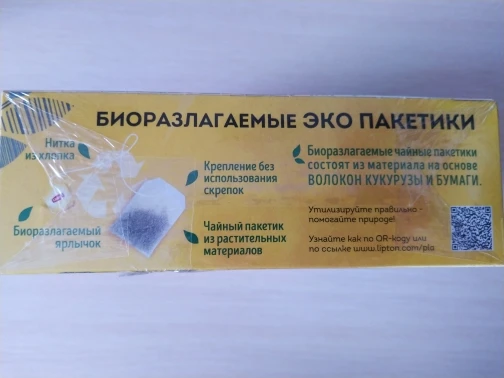 БИОРАЗЛАГАЕМЫЕ ЭКО ПАКЕТИКИ
Нитка
из хлопка
Биоразлагаемый
ярлычок
Крепление без
использования
скрепок
Чайный пакетик
из растительных
материалов
Биоразлагаемые чайные пакетики
состоят из материала на основе
ВОЛОКОН КУКУРУЗЫ И БУМАГИ.
Утилизируйте правильно -
помогайте природе!
Узнайте как по QR-коду или
по ссылке www.lipton.com/pla